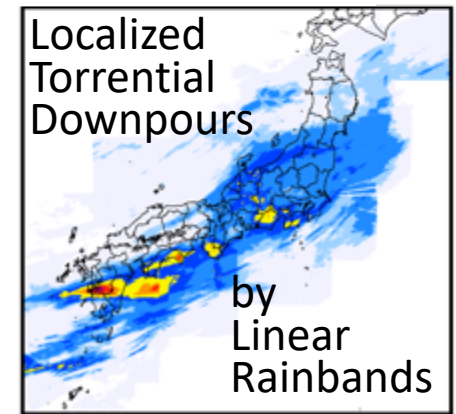 Localized
Torrential
Downpours
by
Linear
Rainbands